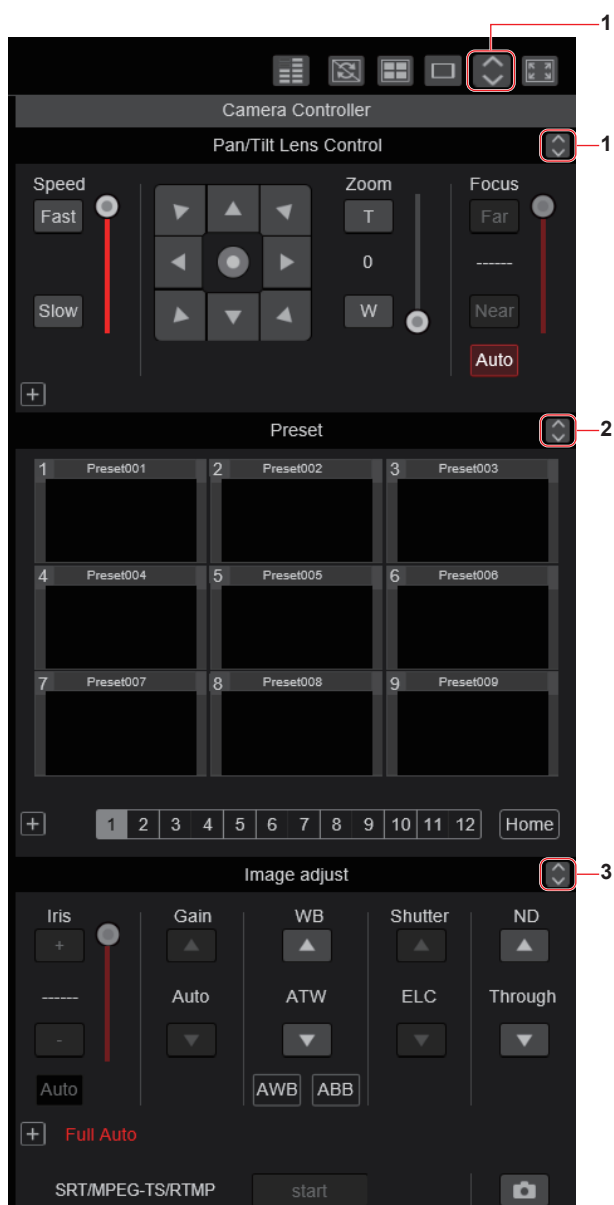 1
Camera Controller
Pan/Tilt Lens Control
1
Speed
Zoom
Focus
Fast
T
Far
0
------
Slow
W
Near
Auto
+
Preset
2
1 Preset001
2 Preset002
3 Preset003
4 Preset004
5 Preset005
6 Preset006
7 Preset007
8 Preset008
9 Preset009
+
1 2 3 4 5 6 7 8 9 10 11 12
Home
Image adjust
3
Iris
Gain
WB
Shutter
ND
+
------
Auto
ATW
ELC
Through
-
Auto
AWB
ABB
+
Full Auto
SRT/MPEG-TS/RTMP
start